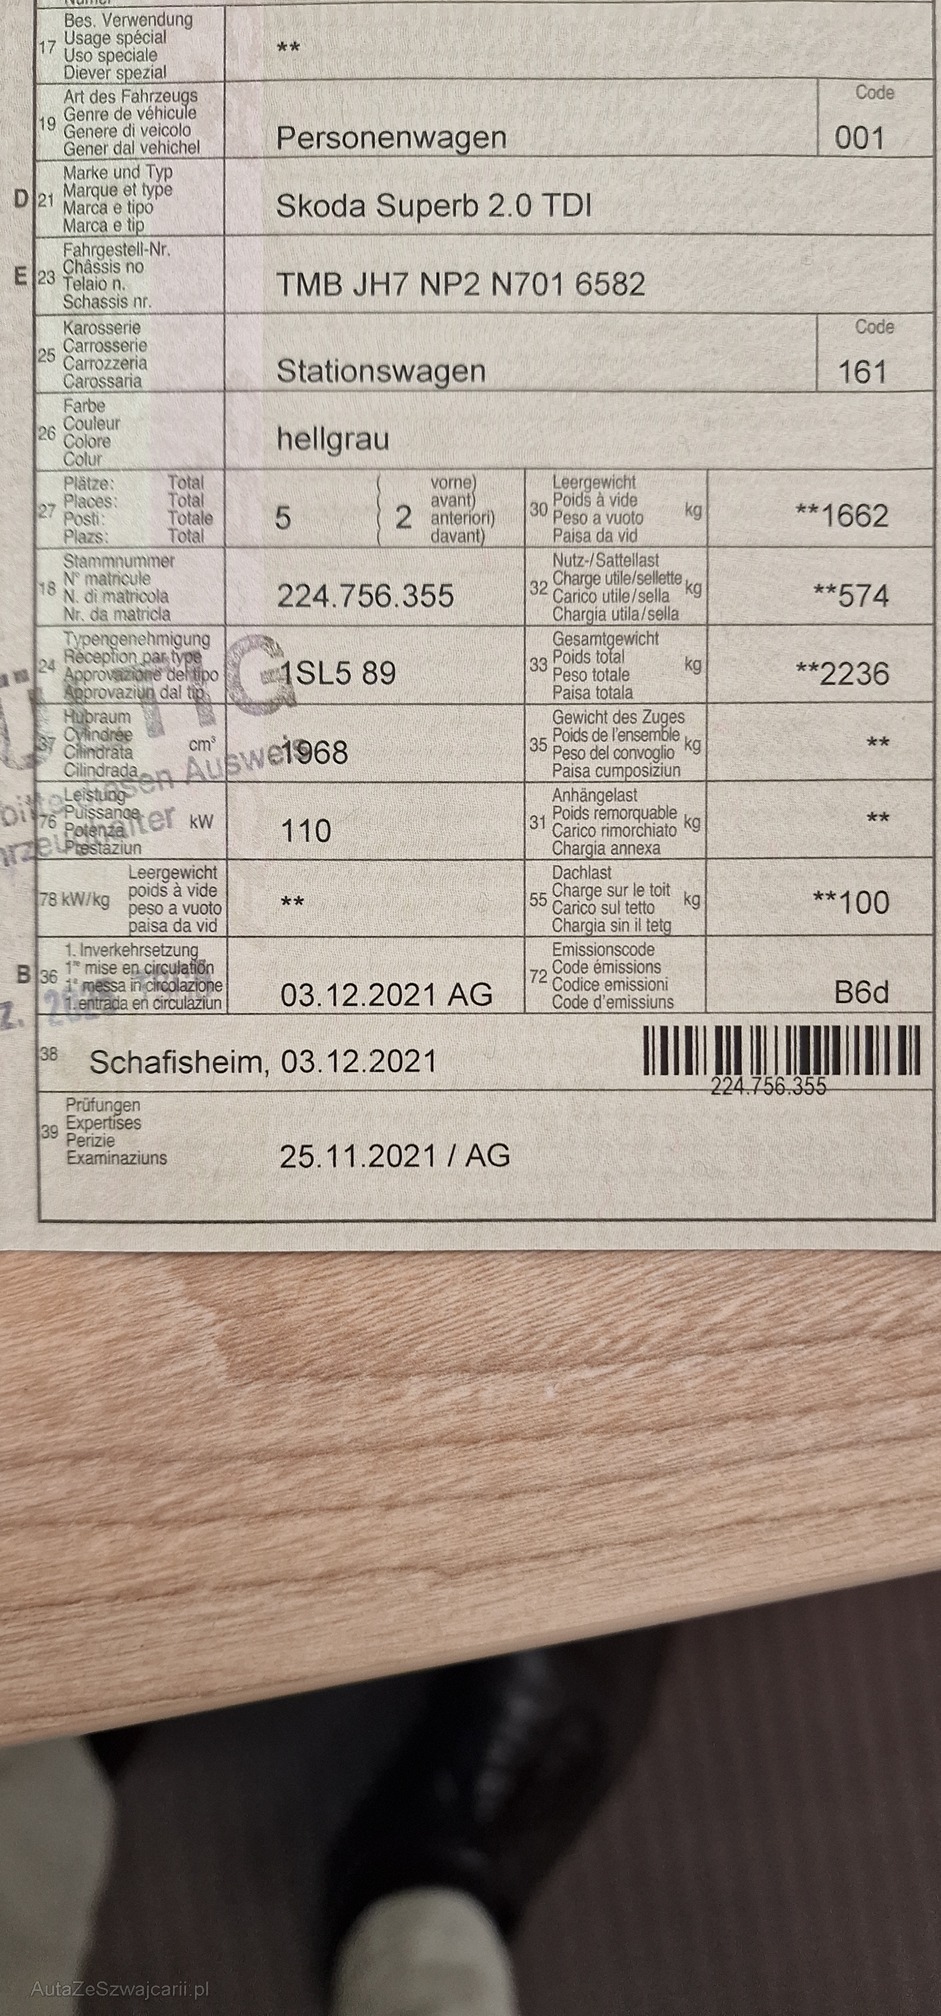 17
Bes. Verwendung
Usage spécial
Uso speciale
Diever spezial
**
19
Art des Fahrzeugs
Genre de véhicule
Genere di veicolo
Gener dal vehichel
Personenwagen
Code
001
D 21
Marke und Typ
Marque et type
Marca e tipo
Marca e tip
Skoda Superb 2.0 TDI
E 23
Fahrgestell-Nr.
Châssis no
Telaio n.
Schassis nr.
TMB JH7 NP2 N701 6582
25
Karosserie
Carrosserie
Carrozzeria
Carossaria
Stationswagen
Code
161
26
Farbe
Couleur
Colore
Colur
hellgrau
27
Plätze: Total
Places: Total
Posti: Totale
Plazs: Total
5
2
vorne)
avant)
anteriori)
davant)
30
Leergewicht
Poids à vide
Peso a vuoto
Paisa da vid
kg
**1662
18
Stammnummer
N° matricule
N. di matricola
Nr. da matricla
224.756.355
32
Nutz-/Sattellast
Charge utile/sellette
Carico utile/sella
Chargia utila/sella
kg
**574
24
Typengenehmigung
Réception par type
Approvazione del tipo
Approvaziun dal tip
1SL5 89
33
Gesamtgewicht
Poids total
Peso totale
Paisa totala
kg
**2236
37
Hubraum
Cylindrée
Cilindrata
Cilindrada
cm³
1968
35
Gewicht des Zuges
Poids de l'ensemble
Peso del convoglio
Paisa cumposiziun
kg
**
76
Leistung
Puissance
Potenza
Prestaziun
kW
110
31
Anhängelast
Poids remorquable
Carico rimorchiato
Chargia annexa
kg
**
78 kW/kg
Leergewicht
poids à vide
peso a vuoto
paisa da vid
**
55
Dachlast
Charge sur le toit
Carico sul tetto
Chargia sin il tetg
kg
**100
B 36
1. Inverkehrsetzung
1re mise en circulation
1a messa in circolazione
1. entrada en circulaziun
03.12.2021 AG
72
Emissionscode
Code émissions
Codice emissioni
Code d'emissiuns
B6d
38
Schafisheim, 03.12.2021
224.756.355
39
Prüfungen
Expertises
Perizie
Examinaziuns
25.11.2021 / AG
AutaZeSzwajcarii.pl